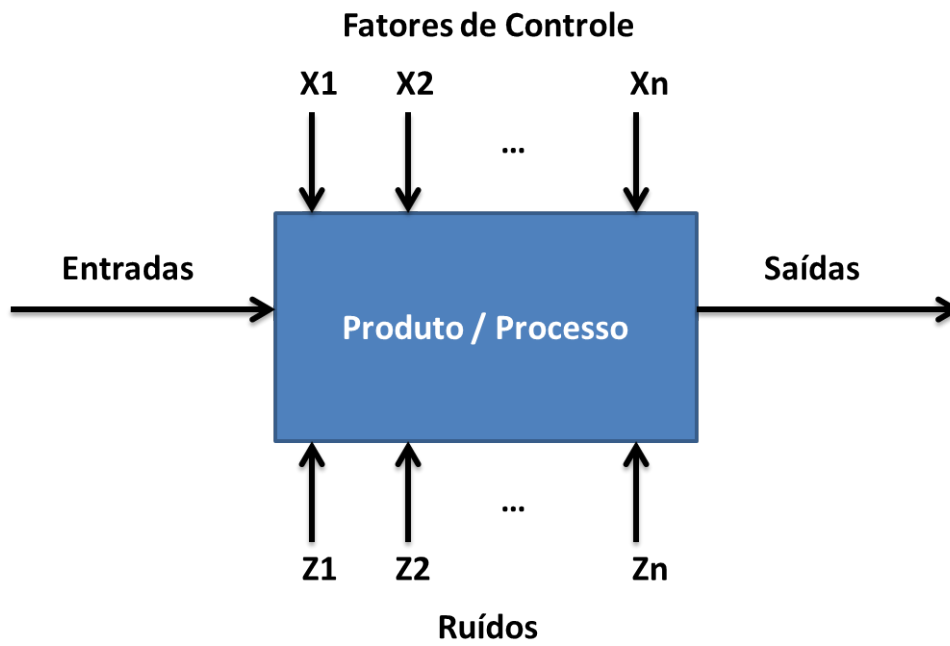 Fatores de Controle
X1 X2 Xn
...
Entradas
Saídas
Produto / Processo
...
Z1 Z2 Zn
Ruídos